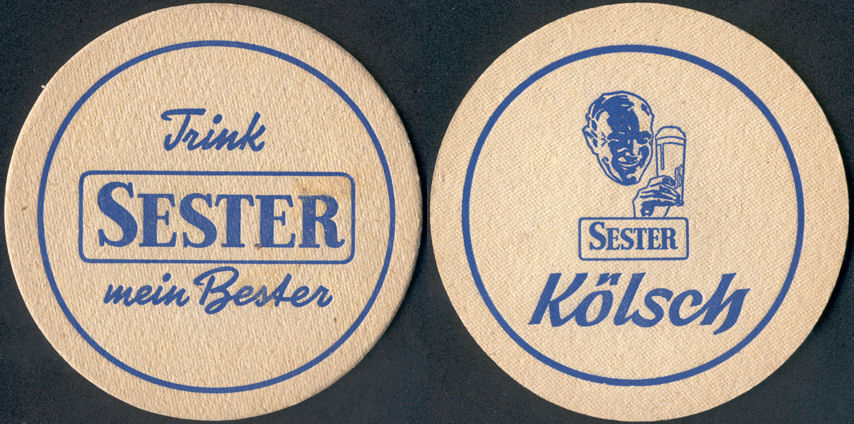 Trink
SESTER
mein Bester
SESTER
Kölsch